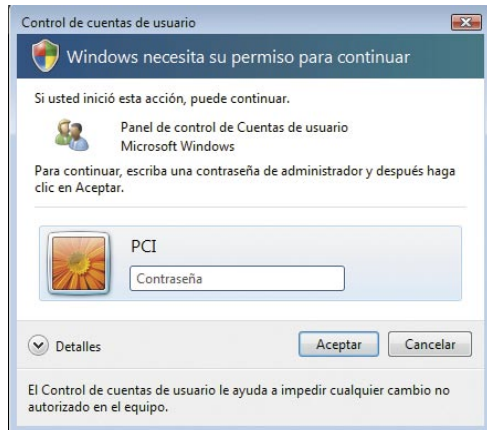 Control de cuentas de usuario
Windows necesita su permiso para continuar
Si usted inició esta acción, puede continuar.
Panel de control de Cuentas de usuario
Microsoft Windows
Para continuar, escriba una contraseña de administrador y después haga
clic en Aceptar.
PCI
Contraseña
Detalles
Aceptar
Cancelar
El Control de cuentas de usuario le ayuda a impedir cualquier cambio no
autorizado en el equipo.